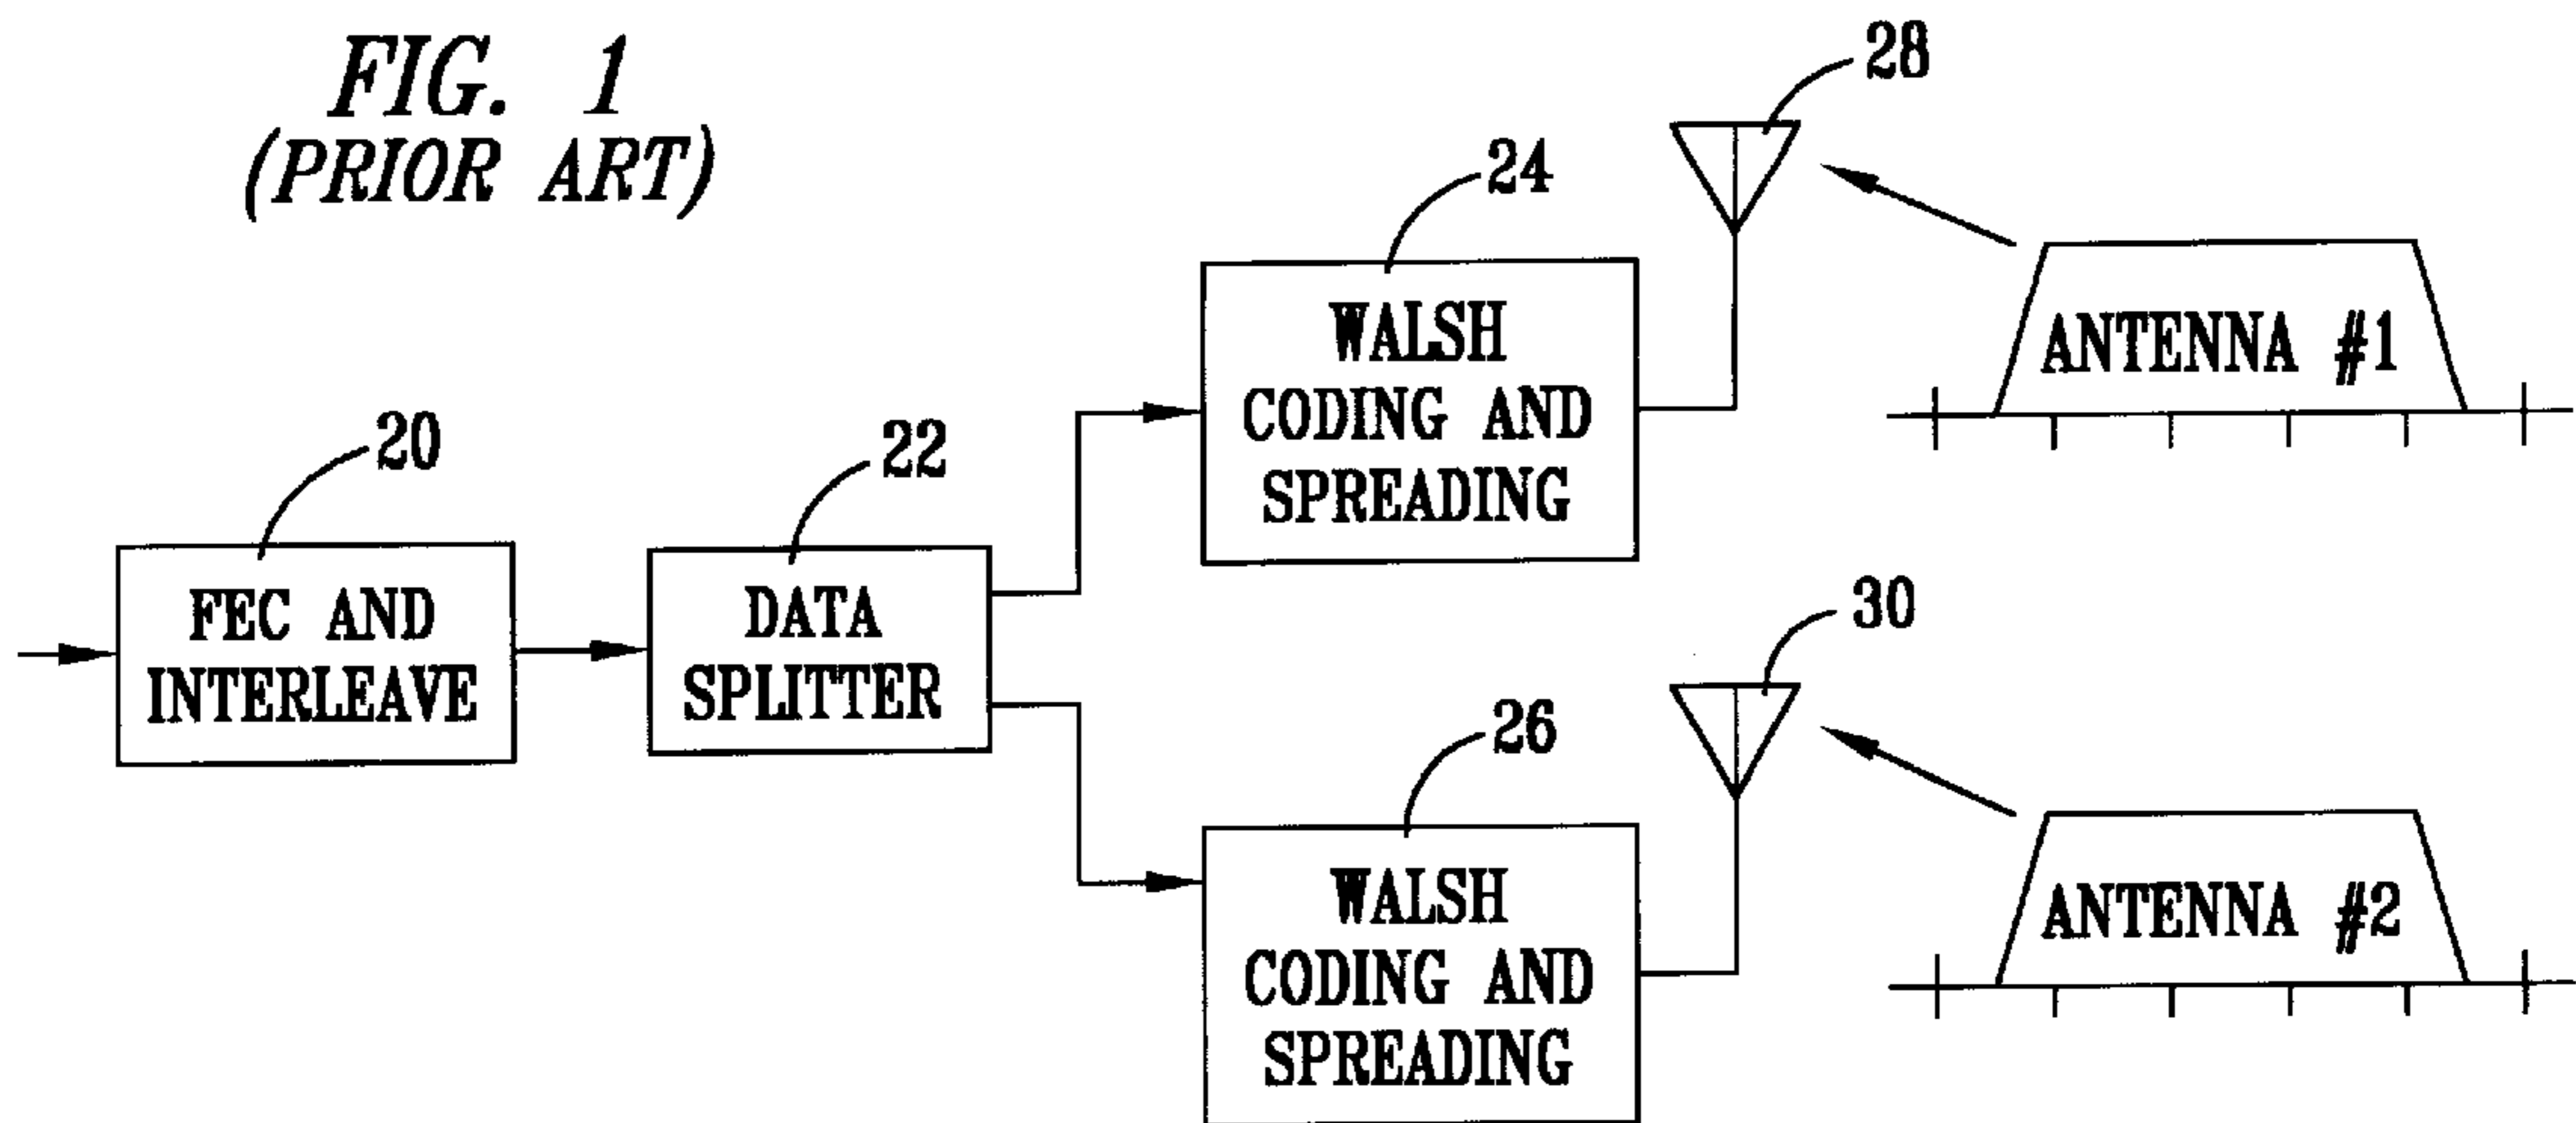 FIG. 1
(PRIOR ART)
28
24
WALSH
CODING AND
SPREADING
ANTENNA #1
20
FEC AND
INTERLEAVE
22
DATA
SPLITTER
30
26
WALSH
CODING AND
SPREADING
ANTENNA #2